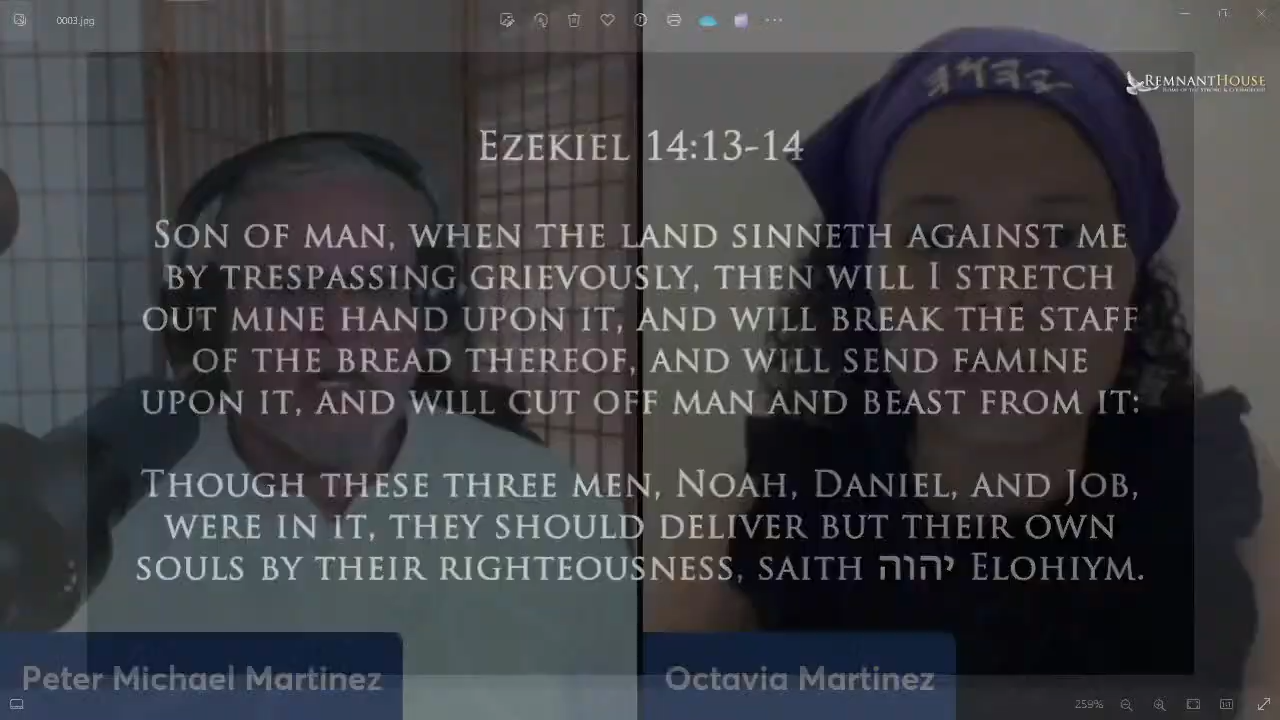 0003.jpg
REMNANTHOUSE
EZEKIEL 14:13-14
SON OF MAN, WHEN THE LAND SINNETH AGAINST ME
BY TRESPASSING GRIEVOUSLY, THEN WILL I STRETCH
OUT MINE HAND UPON IT, AND WILL BREAK THE STAFF
OF THE BREAD THEREOF, AND WILL SEND FAMINE
UPON IT, AND WILL CUT OFF MAN AND BEAST FROM IT:
THOUGH THESE THREE MEN, NOAH, DANIEL, AND JOB,
WERE IN IT, THEY SHOULD DELIVER BUT THEIR OWN
SOULS BY THEIR RIGHTEOUSNESS, SAITH יהוה ELOHIYM.
Peter Michael Martinez
Octavia Martinez
259%